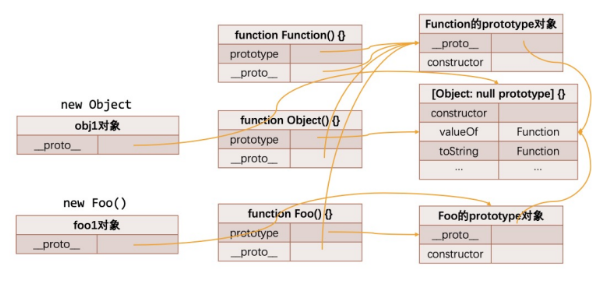 function Function() {}
prototype
__proto__
Function的prototype对象
__proto__
constructor
new Object
obj1对象
__proto__
function Object() {}
prototype
__proto__
[Object: null prototype] {}
constructor
valueOf Function
toString Function
... ...
new Foo()
foo1对象
__proto__
function Foo() {}
prototype
__proto__
Foo的prototype对象
__proto__
constructor